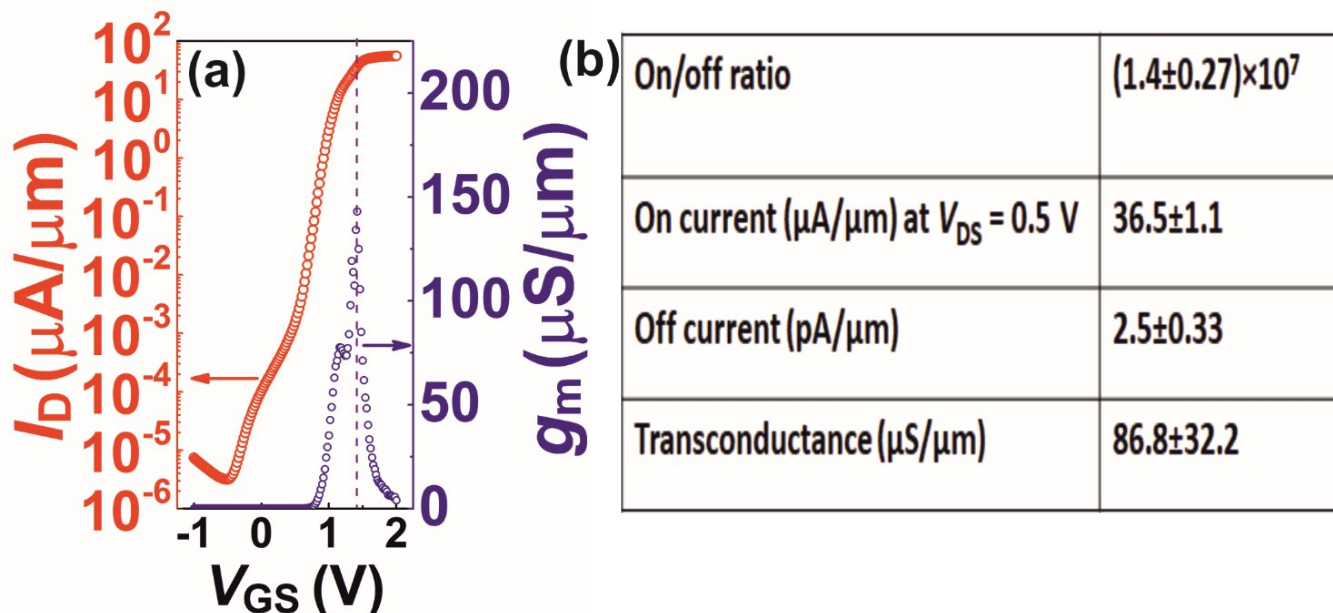 (a)
10²
10¹
10⁰
10⁻¹
10⁻²
10⁻³
10⁻⁴
10⁻⁵
10⁻⁶
I_D (μA/μm)
-1 0 1 2
V_GS (V)
200
150
100
50
0
g_m (μS/μm)
(b)
On/off ratio (1.4±0.27)×10⁷
On current (μA/μm) at V_DS = 0.5 V 36.5±1.1
Off current (pA/μm) 2.5±0.33
Transconductance (μS/μm) 86.8±32.2